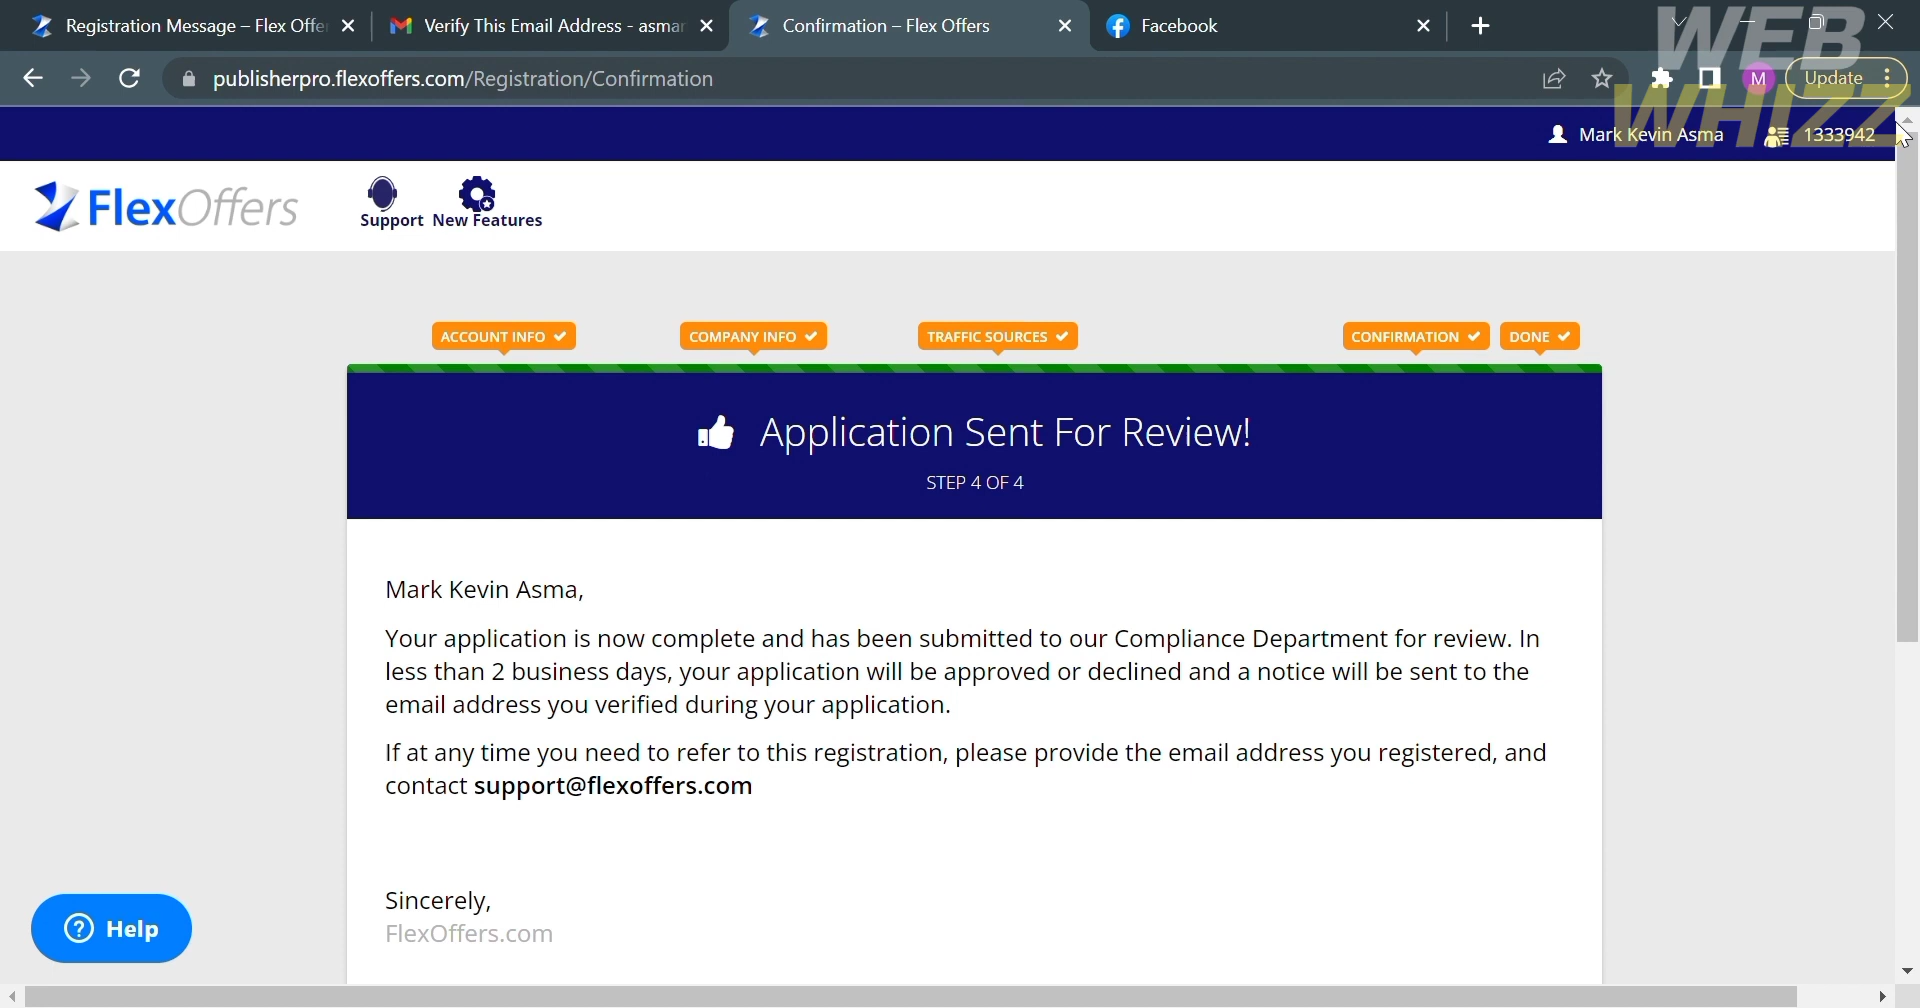 Registration Message – Flex Offe
Verify This Email Address - asmar
Confirmation – Flex Offers
Facebook
publisherpro.flexoffers.com/Registration/Confirmation
M
Update
WEB
WHIZZ
Mark Kevin Asma
1333942
FlexOffers
Support
New Features
ACCOUNT INFO
COMPANY INFO
TRAFFIC SOURCES
CONFIRMATION
DONE
Application Sent For Review!
STEP 4 OF 4
Mark Kevin Asma,
Your application is now complete and has been submitted to our Compliance Department for review. In
less than 2 business days, your application will be approved or declined and a notice will be sent to the
email address you verified during your application.
If at any time you need to refer to this registration, please provide the email address you registered, and
contact support@flexoffers.com
Sincerely,
FlexOffers.com
? Help